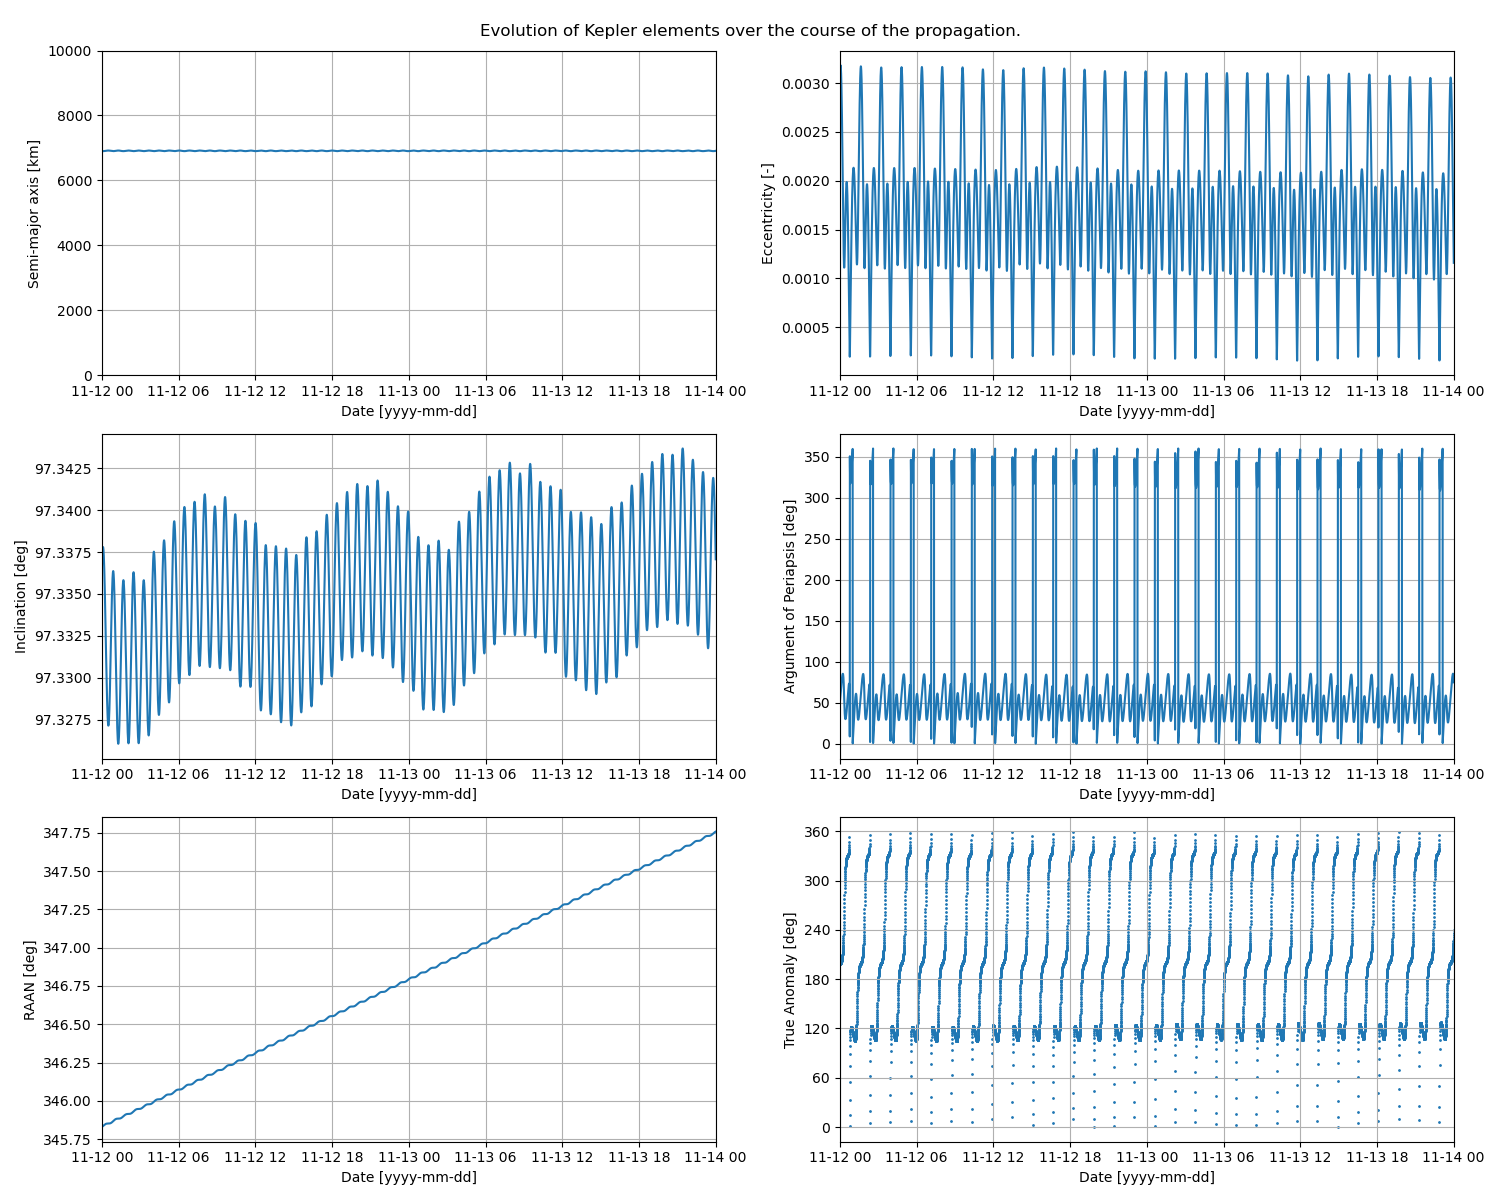 Evolution of Kepler elements over the course of the propagation.
10000
8000
6000
4000
2000
0
Semi-major axis [km]
11-12 00 11-12 06 11-12 12 11-12 18 11-13 00 11-13 06 11-13 12 11-13 18 11-14 00
Date [yyyy-mm-dd]
0.0030
0.0025
0.0020
0.0015
0.0010
0.0005
Eccentricity [-]
11-12 00 11-12 06 11-12 12 11-12 18 11-13 00 11-13 06 11-13 12 11-13 18 11-14 00
Date [yyyy-mm-dd]
97.3425
97.3400
97.3375
97.3350
97.3325
97.3300
97.3275
Inclination [deg]
11-12 00 11-12 06 11-12 12 11-12 18 11-13 00 11-13 06 11-13 12 11-13 18 11-14 00
Date [yyyy-mm-dd]
350
300
250
200
150
100
50
0
Argument of Periapsis [deg]
11-12 00 11-12 06 11-12 12 11-12 18 11-13 00 11-13 06 11-13 12 11-13 18 11-14 00
Date [yyyy-mm-dd]
347.75
347.50
347.25
347.00
346.75
346.50
346.25
346.00
345.75
RAAN [deg]
11-12 00 11-12 06 11-12 12 11-12 18 11-13 00 11-13 06 11-13 12 11-13 18 11-14 00
Date [yyyy-mm-dd]
360
300
240
180
120
60
0
True Anomaly [deg]
11-12 00 11-12 06 11-12 12 11-12 18 11-13 00 11-13 06 11-13 12 11-13 18 11-14 00
Date [yyyy-mm-dd]